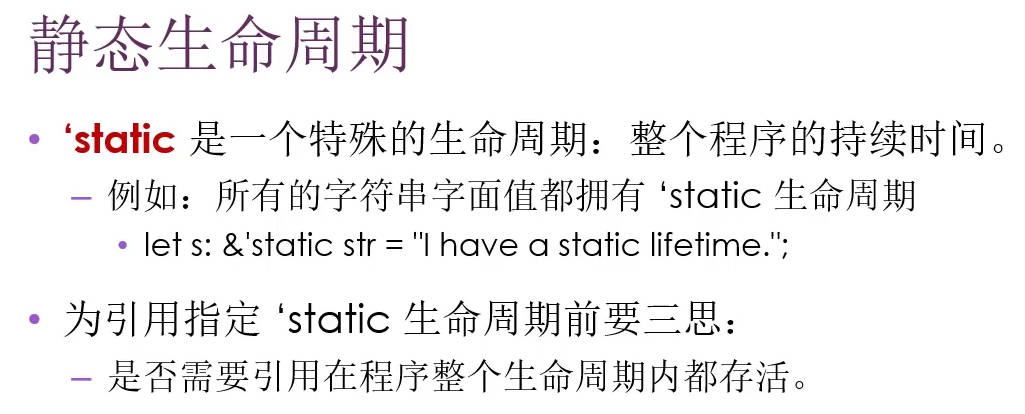 静态生命周期
• ‘static 是一个特殊的生命周期：整个程序的持续时间。
– 例如：所有的字符串字面值都拥有 ‘static 生命周期
• let s: &'static str = "I have a static lifetime.";
• 为引用指定 ‘static 生命周期前要三思：
– 是否需要引用在程序整个生命周期内都存活。